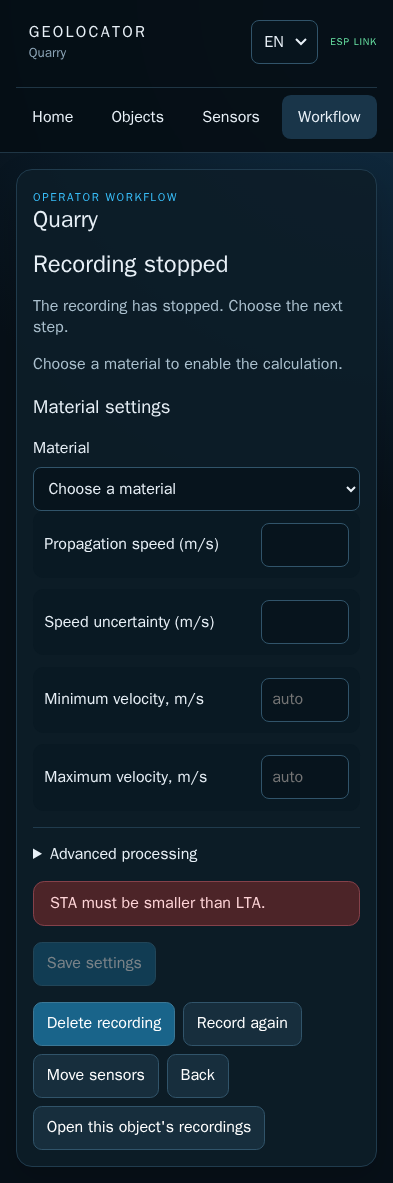 GEOLOCATOR
Quarry
EN
ESP LINK
Home
Objects
Sensors
Workflow
OPERATOR WORKFLOW
Quarry
Recording stopped
The recording has stopped. Choose the next
step.
Choose a material to enable the calculation.
Material settings
Material
Choose a material
Propagation speed (m/s)
Speed uncertainty (m/s)
Minimum velocity, m/s
auto
Maximum velocity, m/s
auto
Advanced processing
STA must be smaller than LTA.
Save settings
Delete recording
Record again
Move sensors
Back
Open this object's recordings